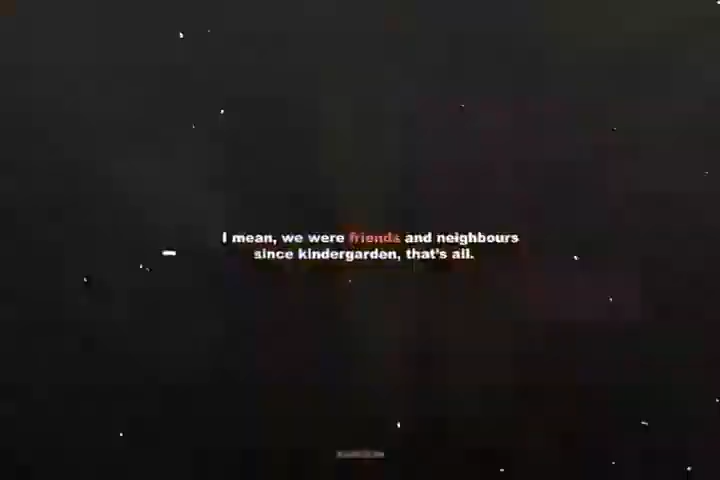 I mean, we were friends and neighbours
since kindergarden, that's all.